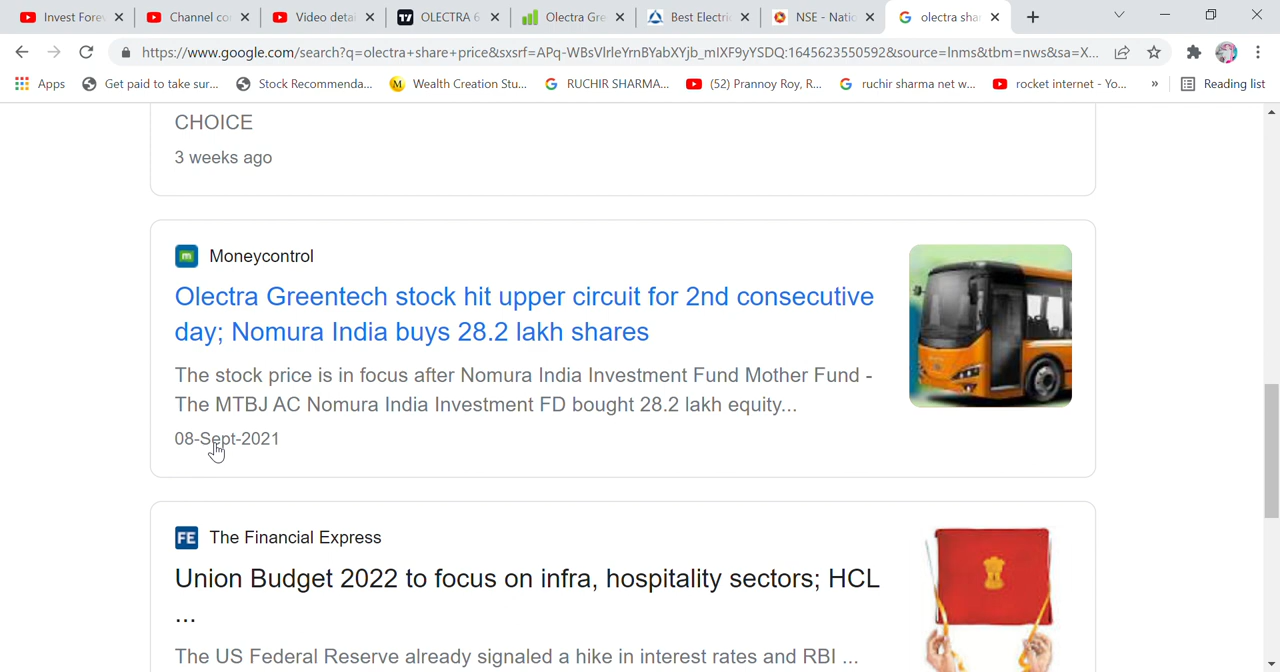 Invest Fore
Channel co
Video detai
OLECTRA 6
Olectra Gre
Best Electri
NSE - Natio
olectra shar
https://www.google.com/search?q=olectra+share+price&sxsrf=APq-WBsVlrleYrnBYabXYjb_mIXF9yYSDQ:1645623550592&source=lnms&tbm=nws&sa=X...
Apps
Get paid to take sur...
Stock Recommenda...
Wealth Creation Stu...
RUCHIR SHARMA...
(52) Prannoy Roy, R...
ruchir sharma net w...
rocket internet - Yo...
»
Reading list
CHOICE
3 weeks ago
m
Moneycontrol
Olectra Greentech stock hit upper circuit for 2nd consecutive
day; Nomura India buys 28.2 lakh shares
The stock price is in focus after Nomura India Investment Fund Mother Fund -
The MTBJ AC Nomura India Investment FD bought 28.2 lakh equity...
08-Sept-2021
FE
The Financial Express
Union Budget 2022 to focus on infra, hospitality sectors; HCL
...
The US Federal Reserve already signaled a hike in interest rates and RBI ...